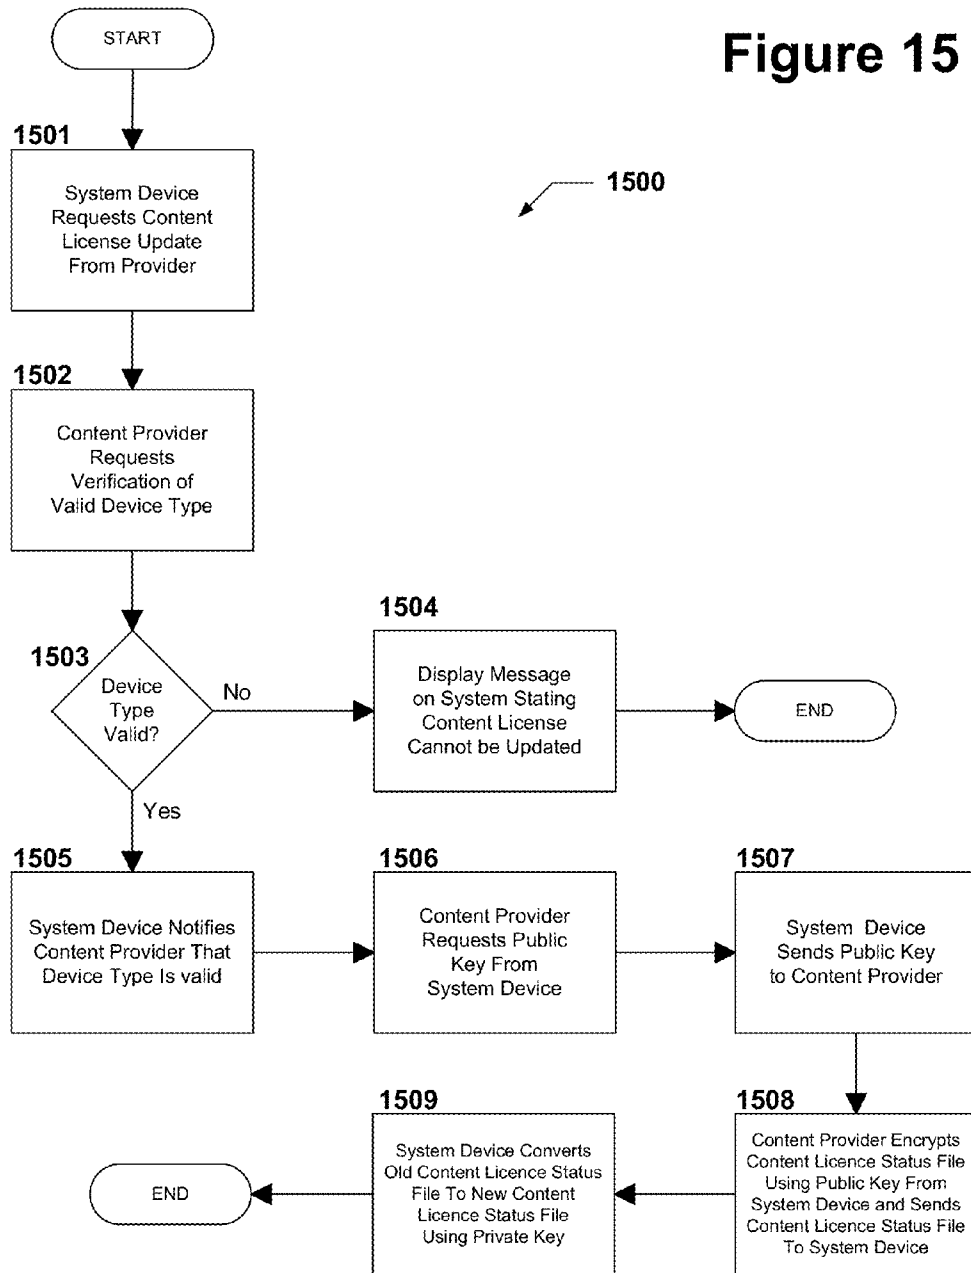 START
Figure 15
1501
System Device
Requests Content
License Update
From Provider
1500
1502
Content Provider
Requests
Verification of
Valid Device Type
1503
Device
Type
Valid?
No
Yes
1504
Display Message
on System Stating
Content License
Cannot be Updated
END
1505
System Device Notifies
Content Provider That
Device Type Is valid
1506
Content Provider
Requests Public
Key From
System Device
1507
System Device
Sends Public Key
to Content Provider
1508
Content Provider Encrypts
Content Licence Status File
Using Public Key From
System Device and Sends
Content Licence Status File
To System Device
1509
System Device Converts
Old Content Licence Status
File To New Content
Licence Status File
Using Private Key
END